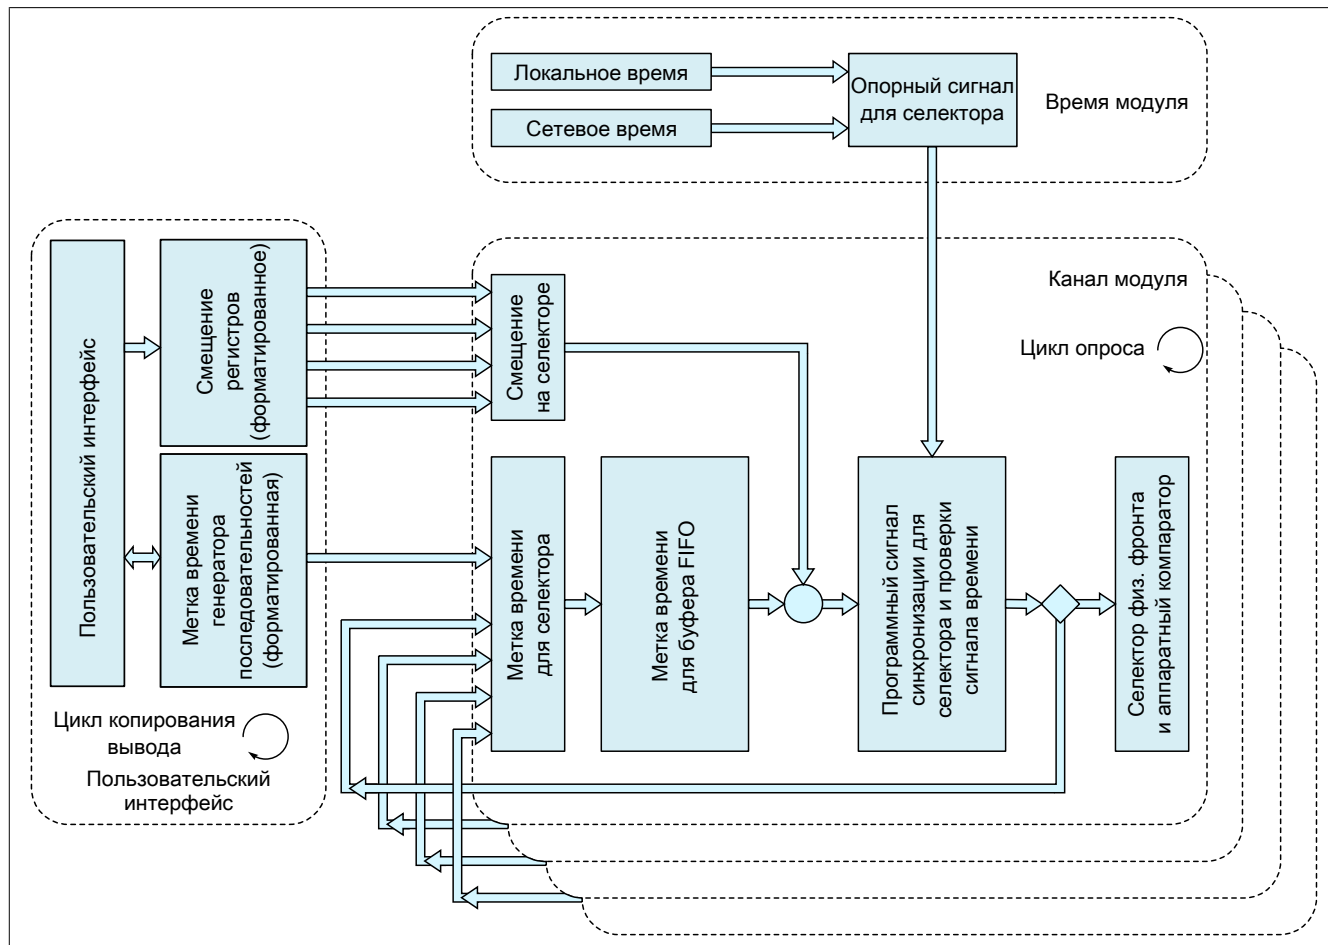 Локальное время
Сетевое время
Опорный сигнал
для селектора
Время модуля
Пользовательский интерфейс
Смещение
регистров
(форматированное)
Метка времени
генератора
последовательностей
(форматированная)
Цикл копирования
вывода
Пользовательский
интерфейс
Канал модуля
Цикл опроса
Смещение
на селекторе
Метка времени
для селектора
Метка времени
для буфера FIFO
Программный сигнал
синхронизации для
селектора и проверки
сигнала времени
Селектор физ. фронта
и аппаратный компаратор